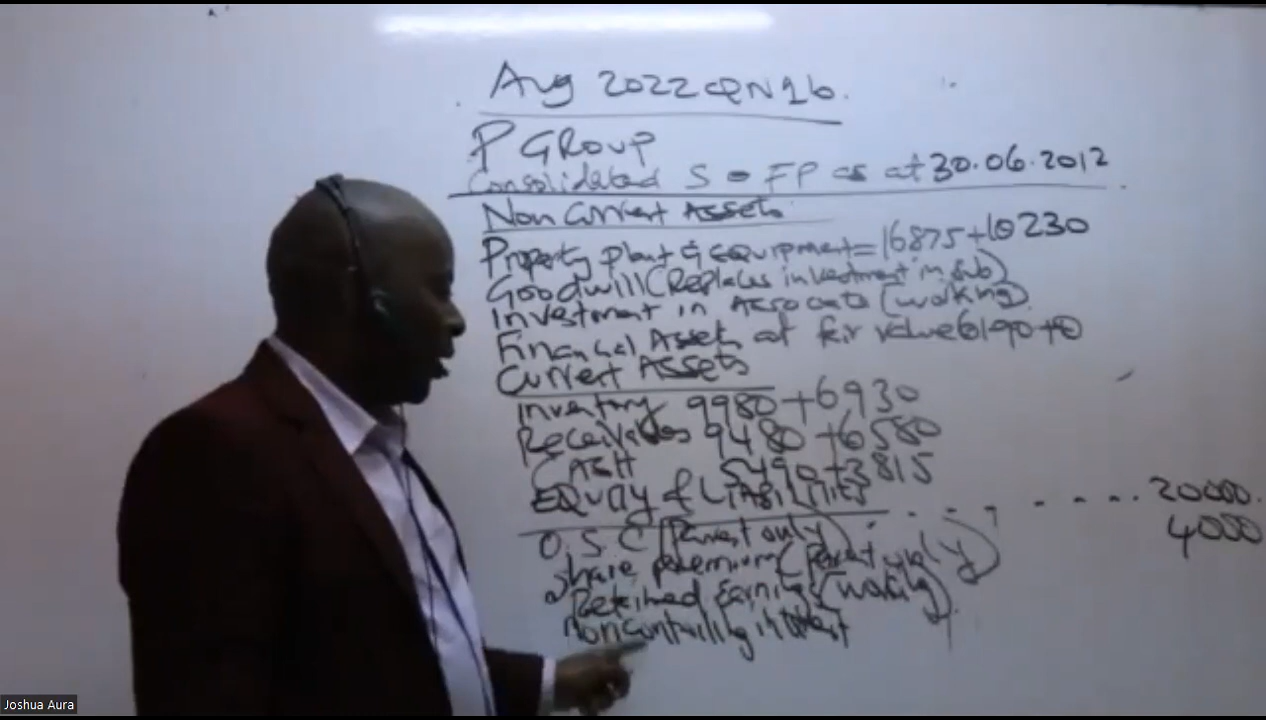 Aug 2022 QN1b.
P GROUP
Consolidated S = FP as at 30.06.2012
Non Current Assets
Property plant & equipment = 16875 + 10230
Goodwill (Replaces investment in sub)
Investment in Associate (working)
Financial Assets at fair value 6190 + 0
Current Assets
Inventory 9980 + 6930
Receivables 9480 + 6580
CASH 5490 + 3815
EQUITY & LIABILITIES
O.S.C (Parent only) - - - - - - 20000.
Share premium (Parent only) 4000
Retained Earnings (working)
Non controlling interest
Joshua Aura